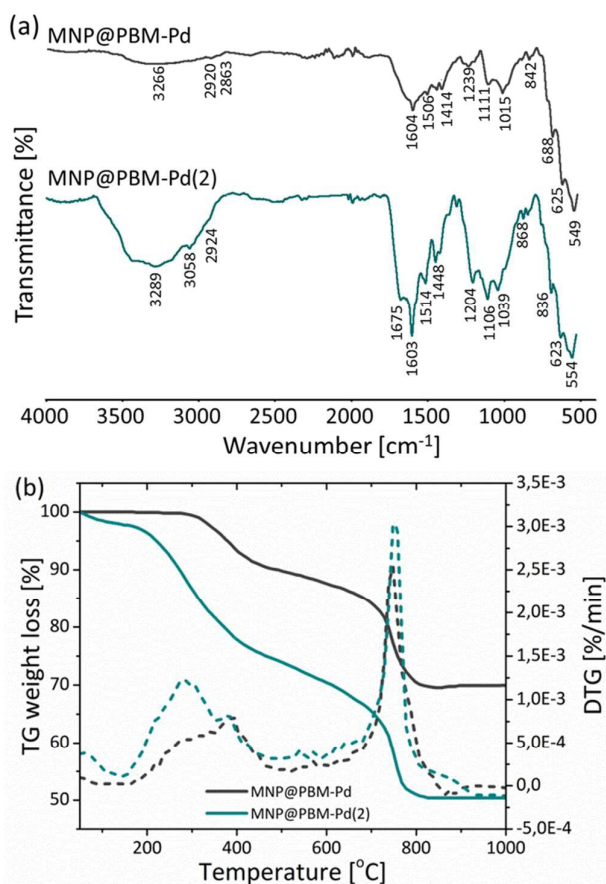 (a)
MNP@PBM-Pd
3266
2920
2863
1604
1506
1414
1239
1111
1015
842
688
625
549
MNP@PBM-Pd(2)
3289
3058
2924
1675
1603
1514
1448
1204
1106
1039
868
836
623
554
Transmittance [%]
4000 3500 3000 2500 2000 1500 1000 500
Wavenumber [cm⁻¹]
(b)
100
90
80
70
60
50
TG weight loss [%]
3,5E-3
3,0E-3
2,5E-3
2,0E-3
1,5E-3
1,0E-3
5,0E-4
0,0
-5,0E-4
DTG [%/min]
MNP@PBM-Pd
MNP@PBM-Pd(2)
200 400 600 800 1000
Temperature [°C]